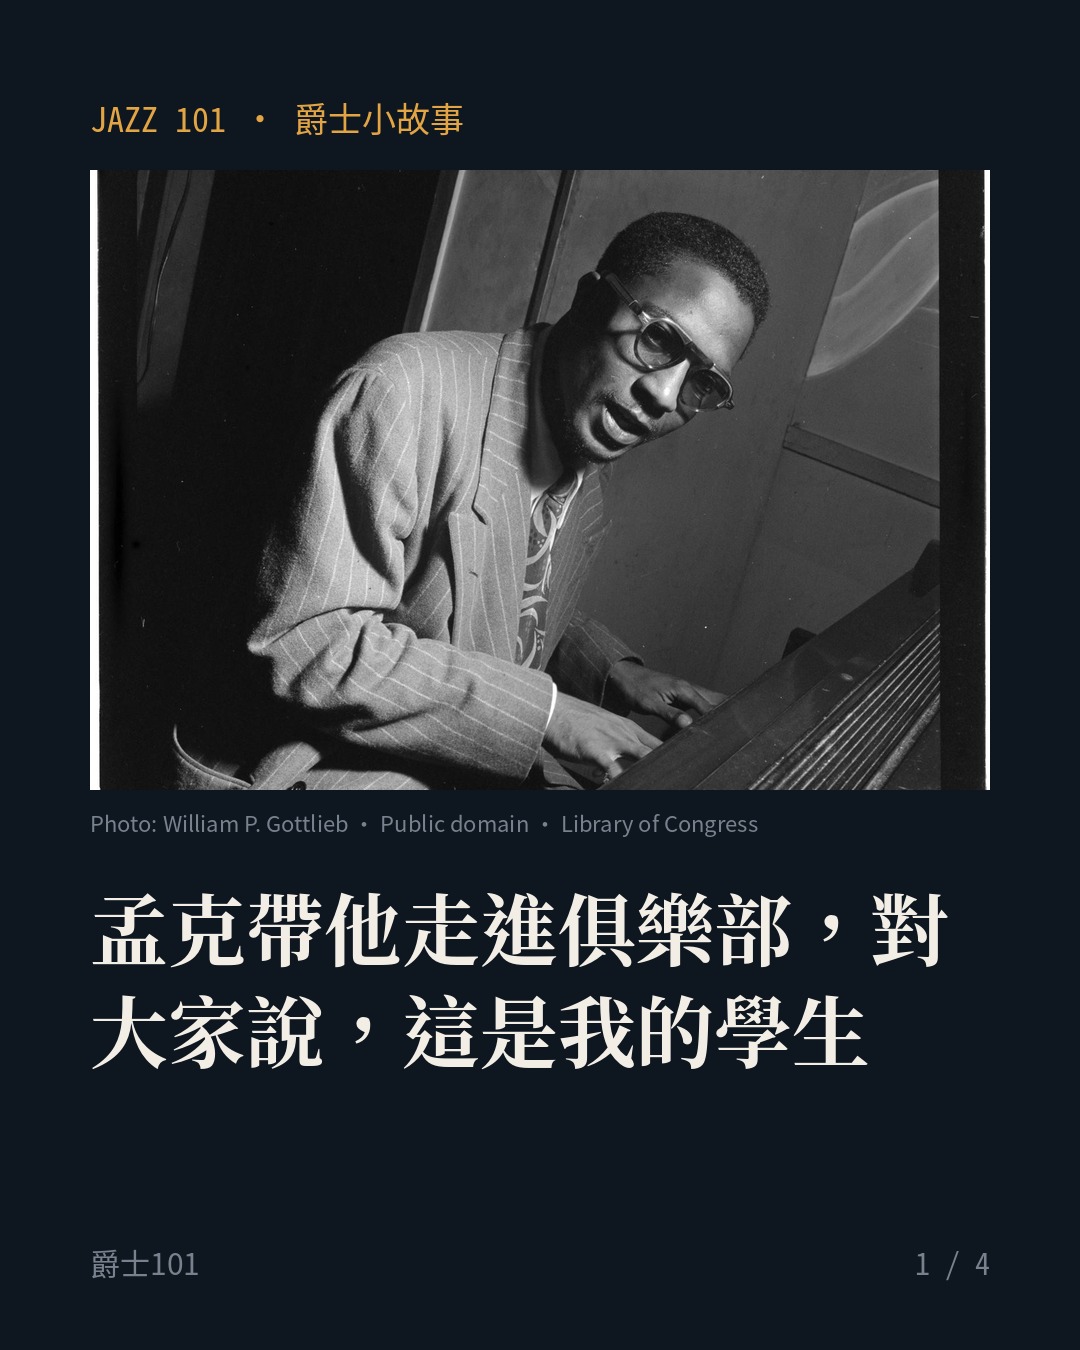 JAZZ 101 ・ 爵士小故事
Photo: William P. Gottlieb ・ Public domain ・ Library of Congress
孟克帶他走進俱樂部，對
大家說，這是我的學生
爵士101
1 / 4